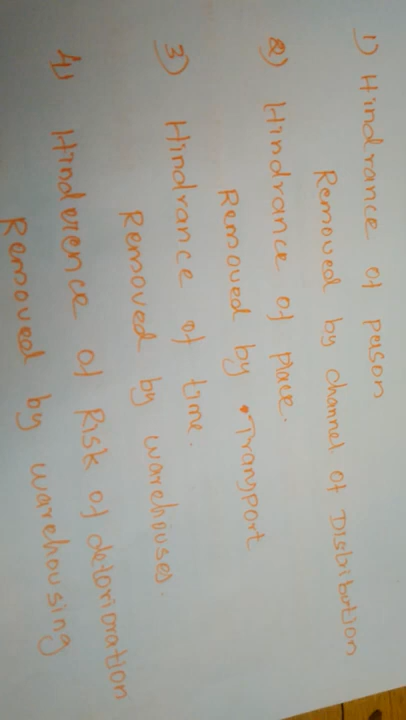 1) Hindrance of person
Removed by channel of Distribution
2) Hindrance of place.
Removed by Transport
3) Hindrance of time.
Removed by warehouses.
4) Hinderence of Risk of detorioration
Removed by warehousing